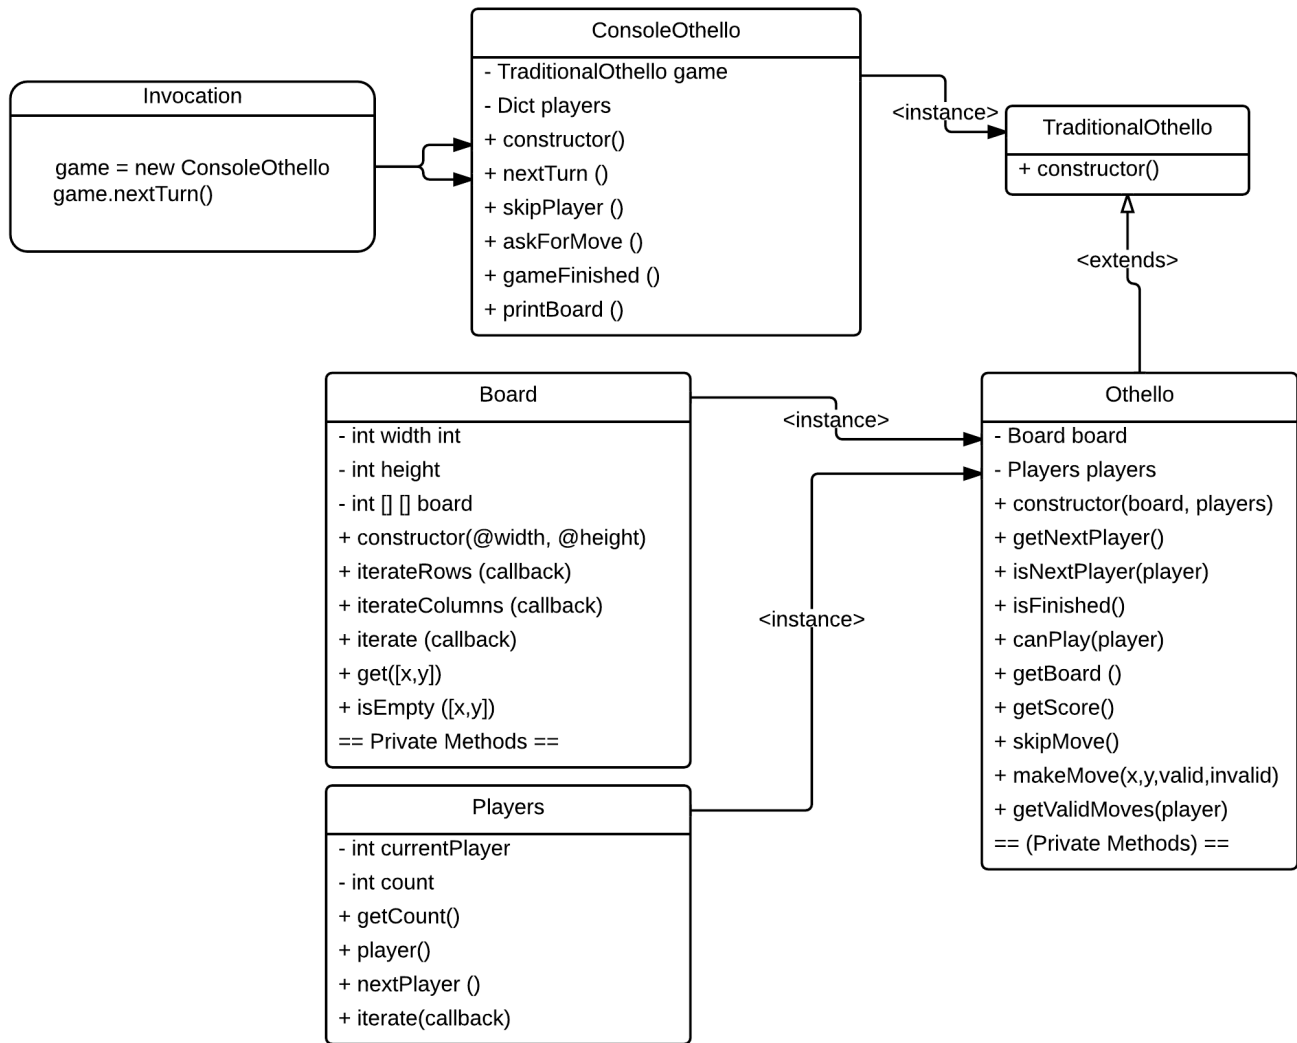 Invocation
game = new ConsoleOthello
game.nextTurn()
ConsoleOthello
- TraditionalOthello game
- Dict players
+ constructor()
+ nextTurn ()
+ skipPlayer ()
+ askForMove ()
+ gameFinished ()
+ printBoard ()
<instance>
TraditionalOthello
+ constructor()
<extends>
Board
- int width int
- int height
- int [] [] board
+ constructor(@width, @height)
+ iterateRows (callback)
+ iterateColumns (callback)
+ iterate (callback)
+ get([x,y])
+ isEmpty ([x,y])
== Private Methods ==
<instance>
Othello
- Board board
- Players players
+ constructor(board, players)
+ getNextPlayer()
+ isNextPlayer(player)
+ isFinished()
+ canPlay(player)
+ getBoard ()
+ getScore()
+ skipMove()
+ makeMove(x,y,valid,invalid)
+ getValidMoves(player)
== (Private Methods) ==
<instance>
Players
- int currentPlayer
- int count
+ getCount()
+ player()
+ nextPlayer ()
+ iterate(callback)